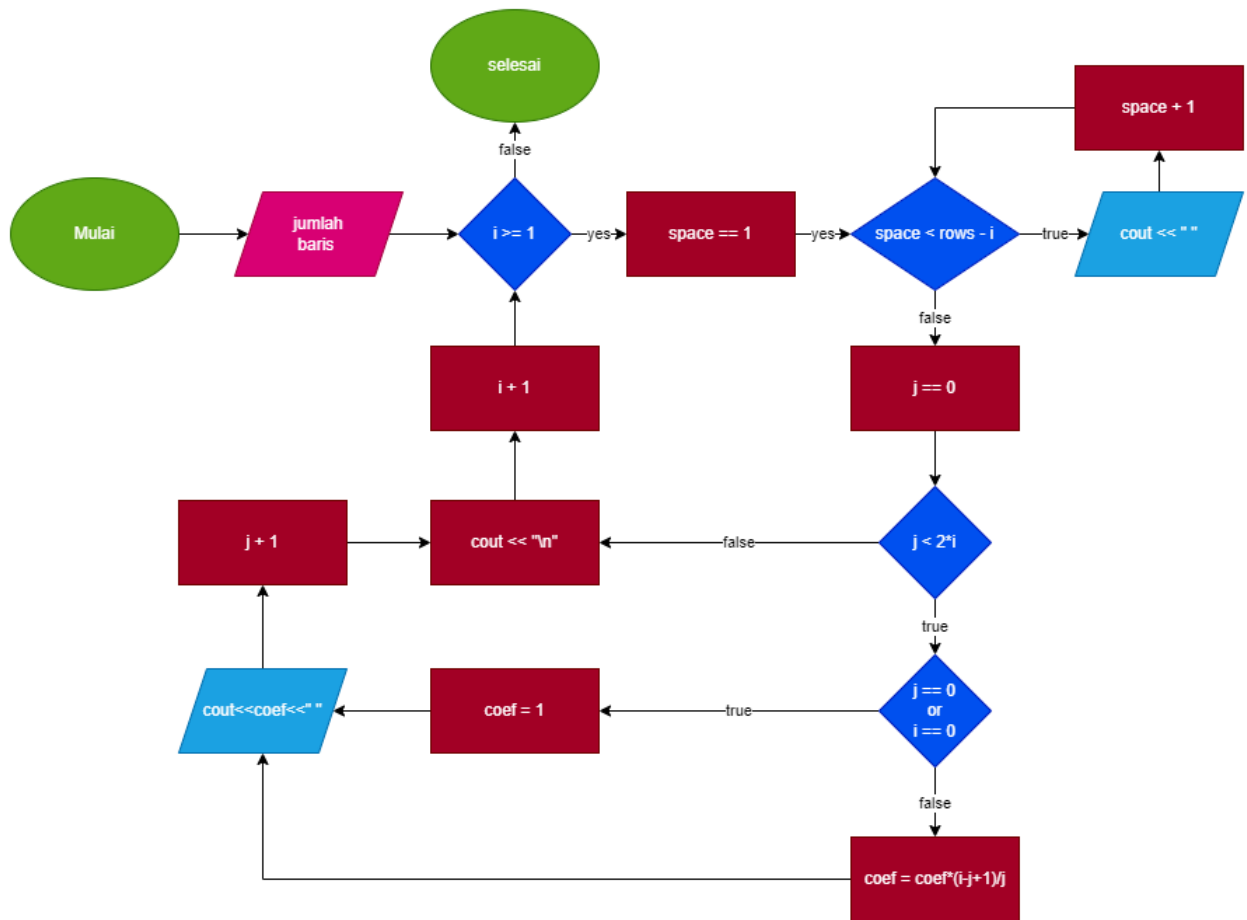 selesai
false
space + 1
Mulai
jumlah
baris
i >= 1
yes
space == 1
yes
space < rows - i
true
cout << " "
false
i + 1
j == 0
j + 1
cout << "\n"
false
j < 2*i
true
cout<<coef<<" "
coef = 1
true
j == 0
or
i == 0
false
coef = coef*(i-j+1)/j